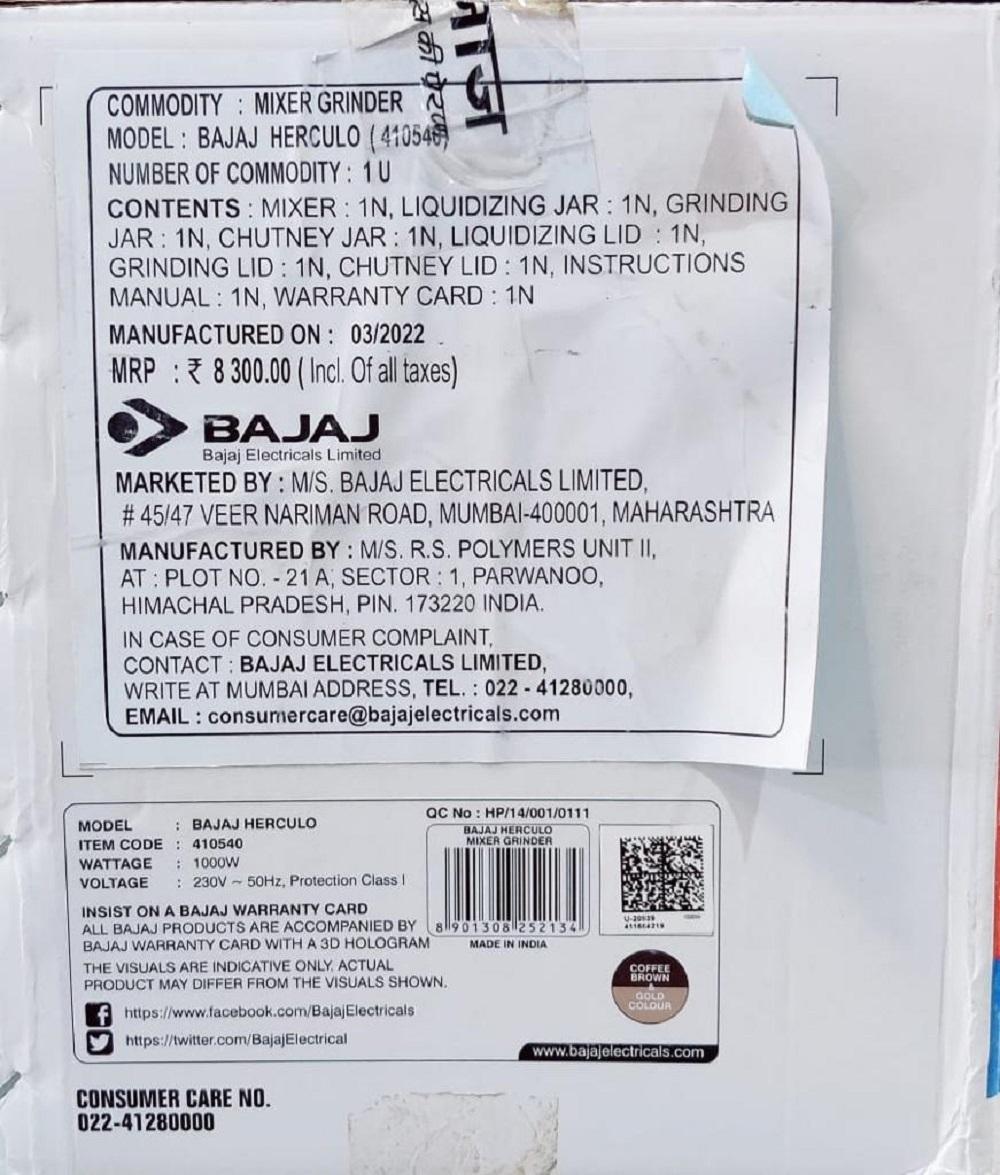 COMMODITY : MIXER GRINDER
MODEL : BAJAJ HERCULO (410540)
NUMBER OF COMMODITY : 1 U
CONTENTS : MIXER : 1N, LIQUIDIZING JAR : 1N, GRINDING
JAR : 1N, CHUTNEY JAR : 1N, LIQUIDIZING LID : 1N,
GRINDING LID : 1N, CHUTNEY LID : 1N, INSTRUCTIONS
MANUAL : 1N, WARRANTY CARD : 1N
MANUFACTURED ON : 03/2022
MRP : ₹ 8 300.00 ( Incl. Of all taxes)
BAJAJ
Bajaj Electricals Limited
MARKETED BY : M/S. BAJAJ ELECTRICALS LIMITED,
# 45/47 VEER NARIMAN ROAD, MUMBAI-400001, MAHARASHTRA
MANUFACTURED BY : M/S. R.S. POLYMERS UNIT II,
AT : PLOT NO. - 21 A, SECTOR : 1, PARWANOO,
HIMACHAL PRADESH, PIN. 173220 INDIA.
IN CASE OF CONSUMER COMPLAINT,
CONTACT : BAJAJ ELECTRICALS LIMITED,
WRITE AT MUMBAI ADDRESS, TEL. : 022 - 41280000,
EMAIL : consumercare@bajajelectricals.com
MODEL : BAJAJ HERCULO
ITEM CODE : 410540
WATTAGE : 1000W
VOLTAGE : 230V ~ 50Hz, Protection Class I
INSIST ON A BAJAJ WARRANTY CARD
ALL BAJAJ PRODUCTS ARE ACCOMPANIED BY
BAJAJ WARRANTY CARD WITH A 3D HOLOGRAM
THE VISUALS ARE INDICATIVE ONLY. ACTUAL
PRODUCT MAY DIFFER FROM THE VISUALS SHOWN.
https://www.facebook.com/BajajElectricals
https://twitter.com/BajajElectrical
QC No : HP/14/001/0111
BAJAJ HERCULO
MIXER GRINDER
8 901308 252134
MADE IN INDIA
COFFEE
BROWN
&
GOLD
COLOUR
www.bajajelectricals.com
CONSUMER CARE NO.
022-41280000